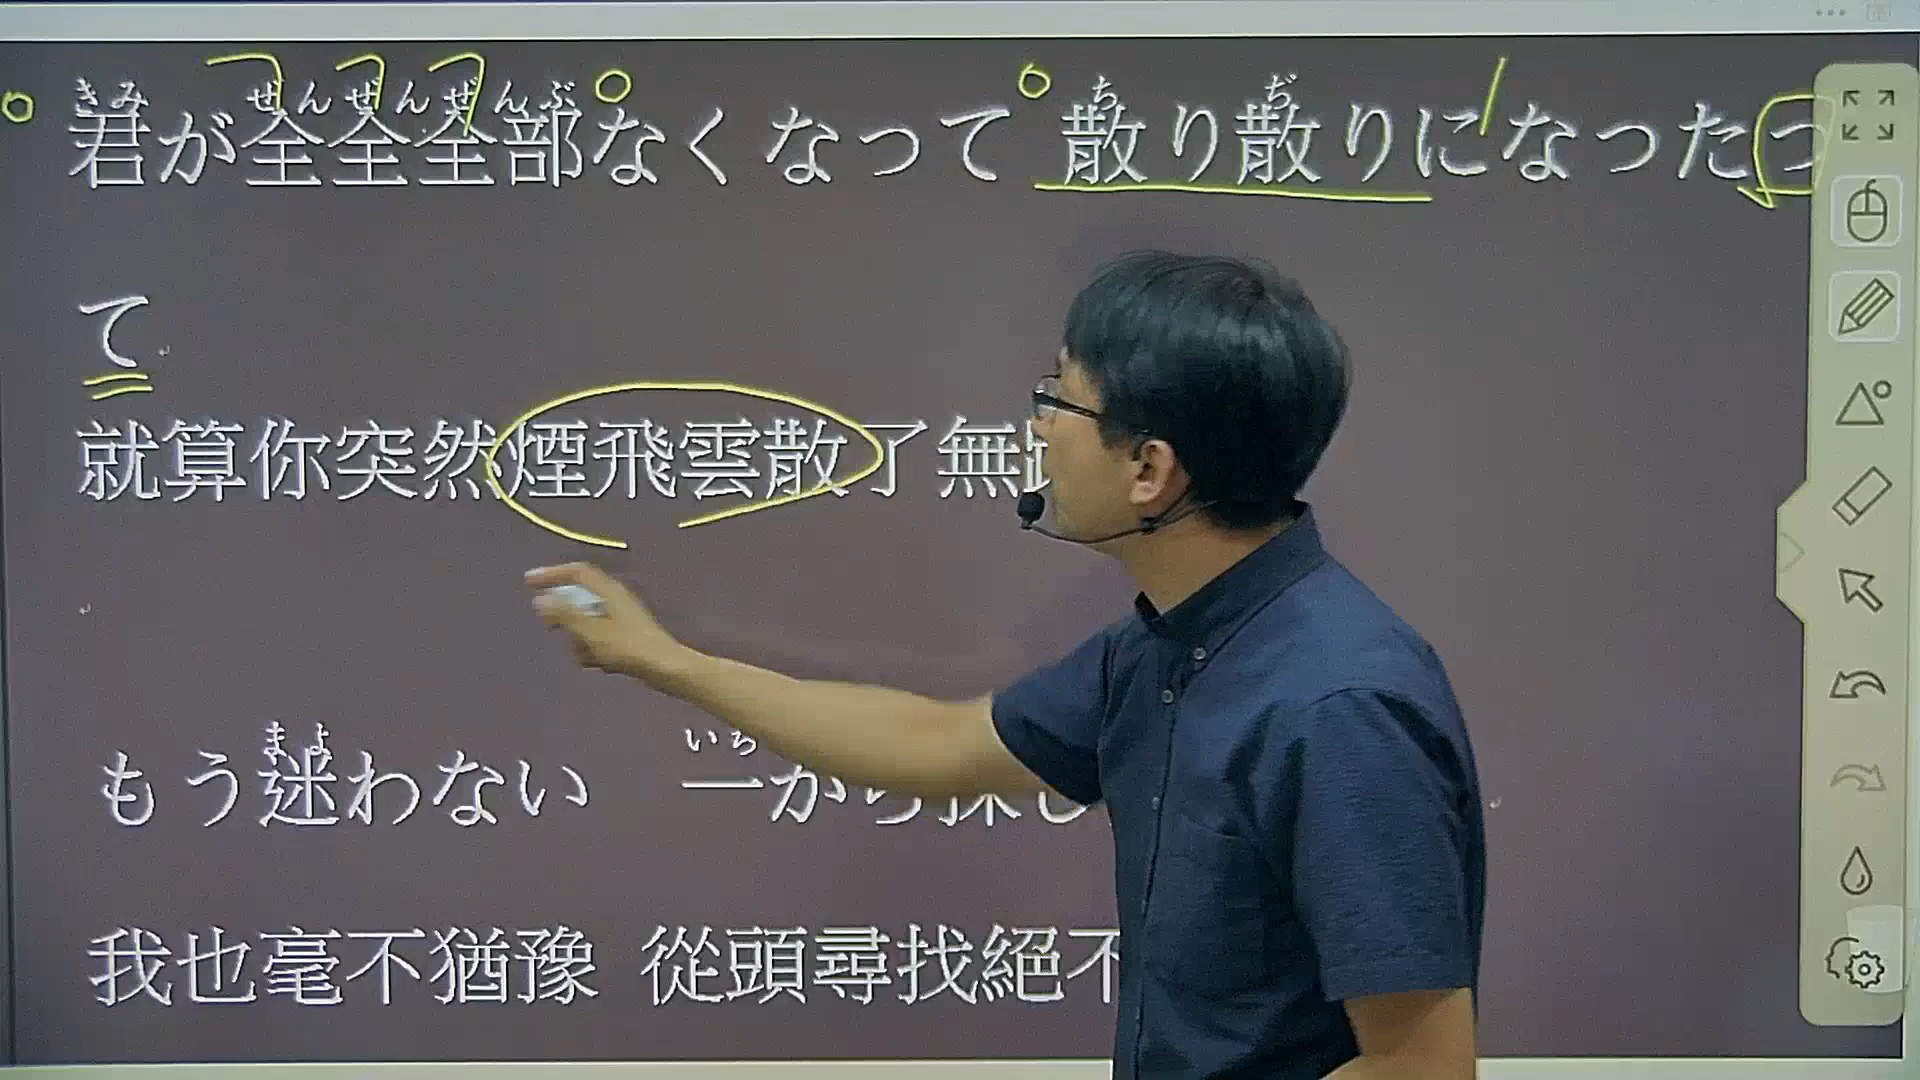 きみ ぜん ぜん ぜん ぶ ち ぢ
君が全全全部なくなって 散り散りになったっ
て
就算你突然煙飛雲散了無
まよ いち
もう迷わない 一から探し
我也毫不猶豫 從頭尋找絕不